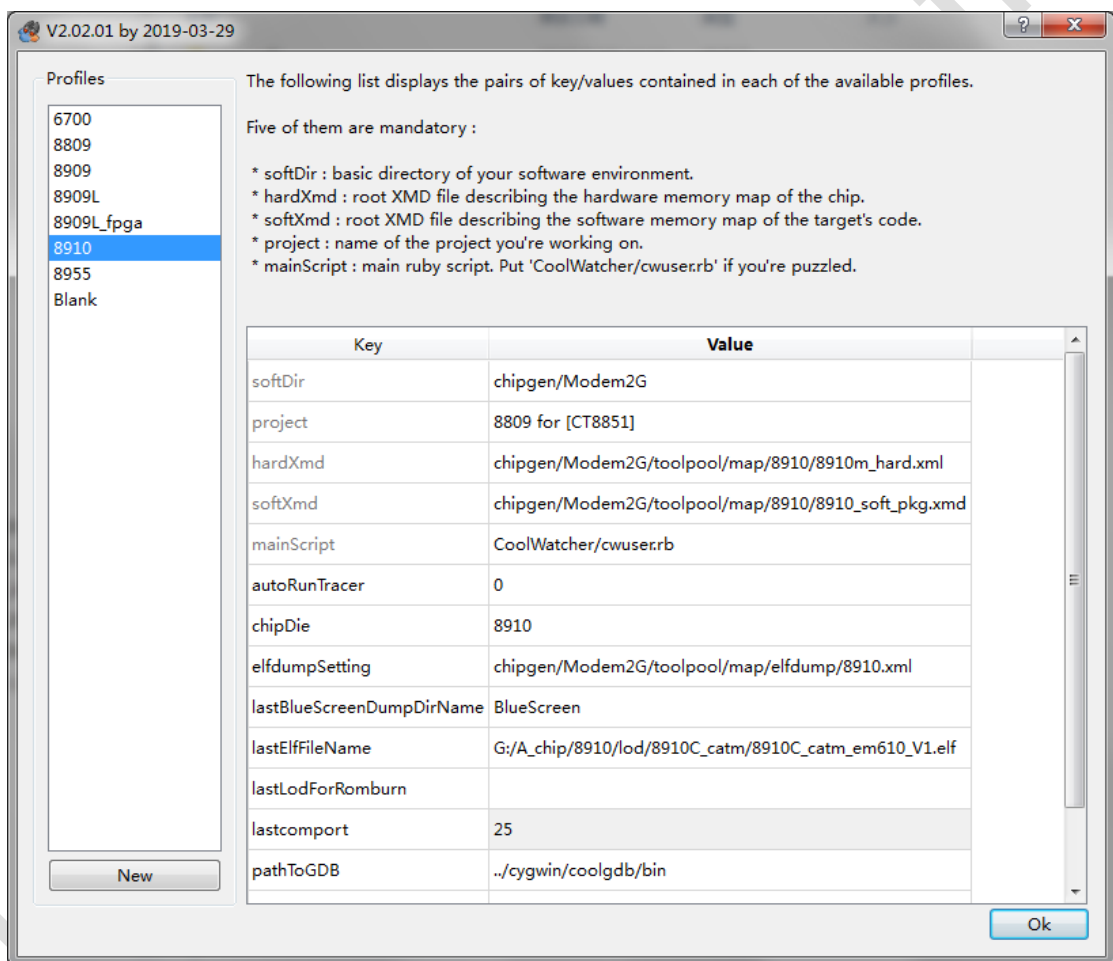 V2.02.01 by 2019-03-29
Profiles
6700
8809
8909
8909L
8909L_fpga
8910
8955
Blank
New
The following list displays the pairs of key/values contained in each of the available profiles.
Five of them are mandatory :
* softDir : basic directory of your software environment.
* hardXmd : root XMD file describing the hardware memory map of the chip.
* softXmd : root XMD file describing the software memory map of the target's code.
* project : name of the project you're working on.
* mainScript : main ruby script. Put 'CoolWatcher/cwuser.rb' if you're puzzled.
Key Value
softDir chipgen/Modem2G
project 8809 for [CT8851]
hardXmd chipgen/Modem2G/toolpool/map/8910/8910m_hard.xml
softXmd chipgen/Modem2G/toolpool/map/8910/8910_soft_pkg.xmd
mainScript CoolWatcher/cwuser.rb
autoRunTracer 0
chipDie 8910
elfdumpSetting chipgen/Modem2G/toolpool/map/elfdump/8910.xml
lastBlueScreenDumpDirName BlueScreen
lastElfFileName G:/A_chip/8910/lod/8910C_catm/8910C_catm_em610_V1.elf
lastLodForRomburn
lastcomport 25
pathToGDB ../cygwin/coolgdb/bin
Ok